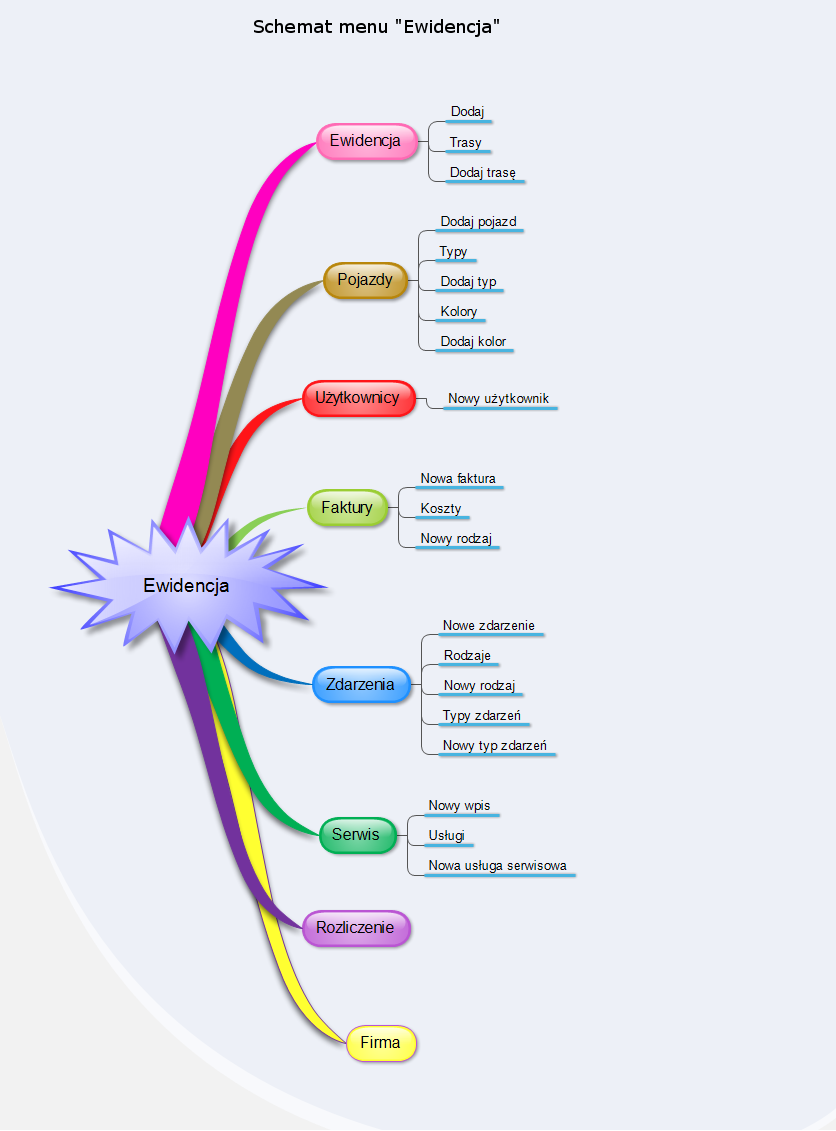 Schemat menu "Ewidencja"
Ewidencja
Dodaj
Trasy
Dodaj trasę
Pojazdy
Dodaj pojazd
Typy
Dodaj typ
Kolory
Dodaj kolor
Użytkownicy
Nowy użytkownik
Faktury
Nowa faktura
Koszty
Nowy rodzaj
Ewidencja
Zdarzenia
Nowe zdarzenie
Rodzaje
Nowy rodzaj
Typy zdarzeń
Nowy typ zdarzeń
Serwis
Nowy wpis
Usługi
Nowa usługa serwisowa
Rozliczenie
Firma